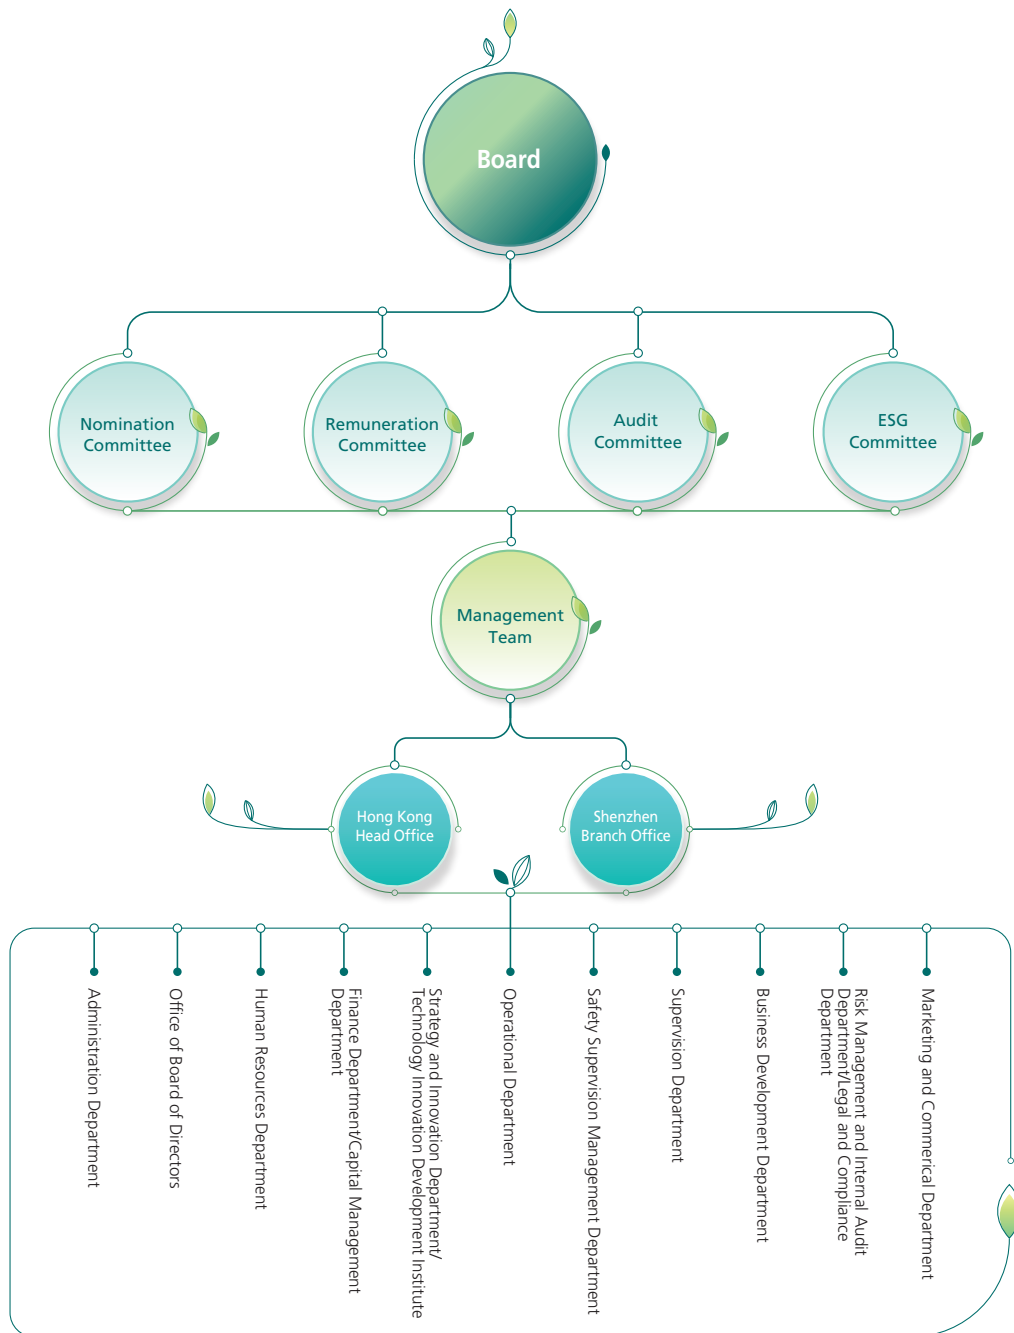 Board
Nomination
Committee
Remuneration
Committee
Audit
Committee
ESG
Committee
Management
Team
Hong Kong
Head Office
Shenzhen
Branch Office
Administration Department
Office of Board of Directors
Human Resources Department
Finance Department/Capital Management
Department
Strategy and Innovation Department/
Technology Innovation Development Institute
Operational Department
Safety Supervision Management Department
Supervision Department
Business Development Department
Risk Management and Internal Audit
Department/Legal and Compliance
Department
Marketing and Commerical Department